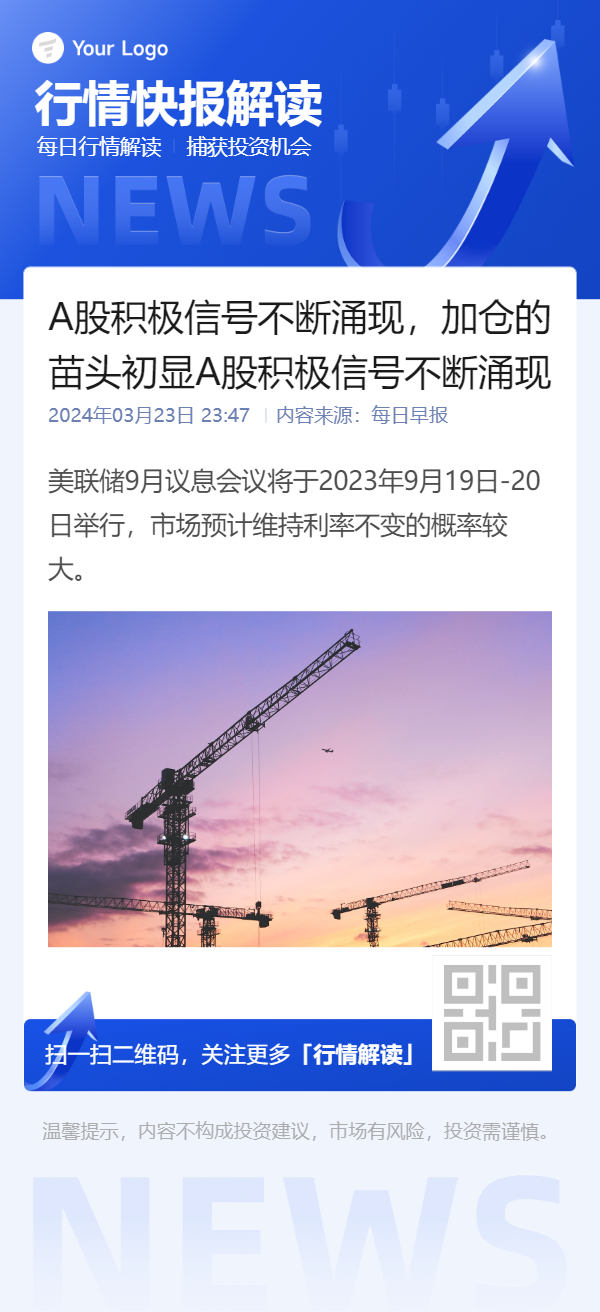 Your Logo
行情快报解读
每日行情解读 | 捕获投资机会
NEWS
A股积极信号不断涌现，加仓的
苗头初显A股积极信号不断涌现
2024年03月23日 23:47 | 内容来源：每日早报
美联储9月议息会议将于2023年9月19日-20
日举行，市场预计维持利率不变的概率较
大。
扫一扫二维码，关注更多「行情解读」
温馨提示，内容不构成投资建议，市场有风险，投资需谨慎。
NEWS